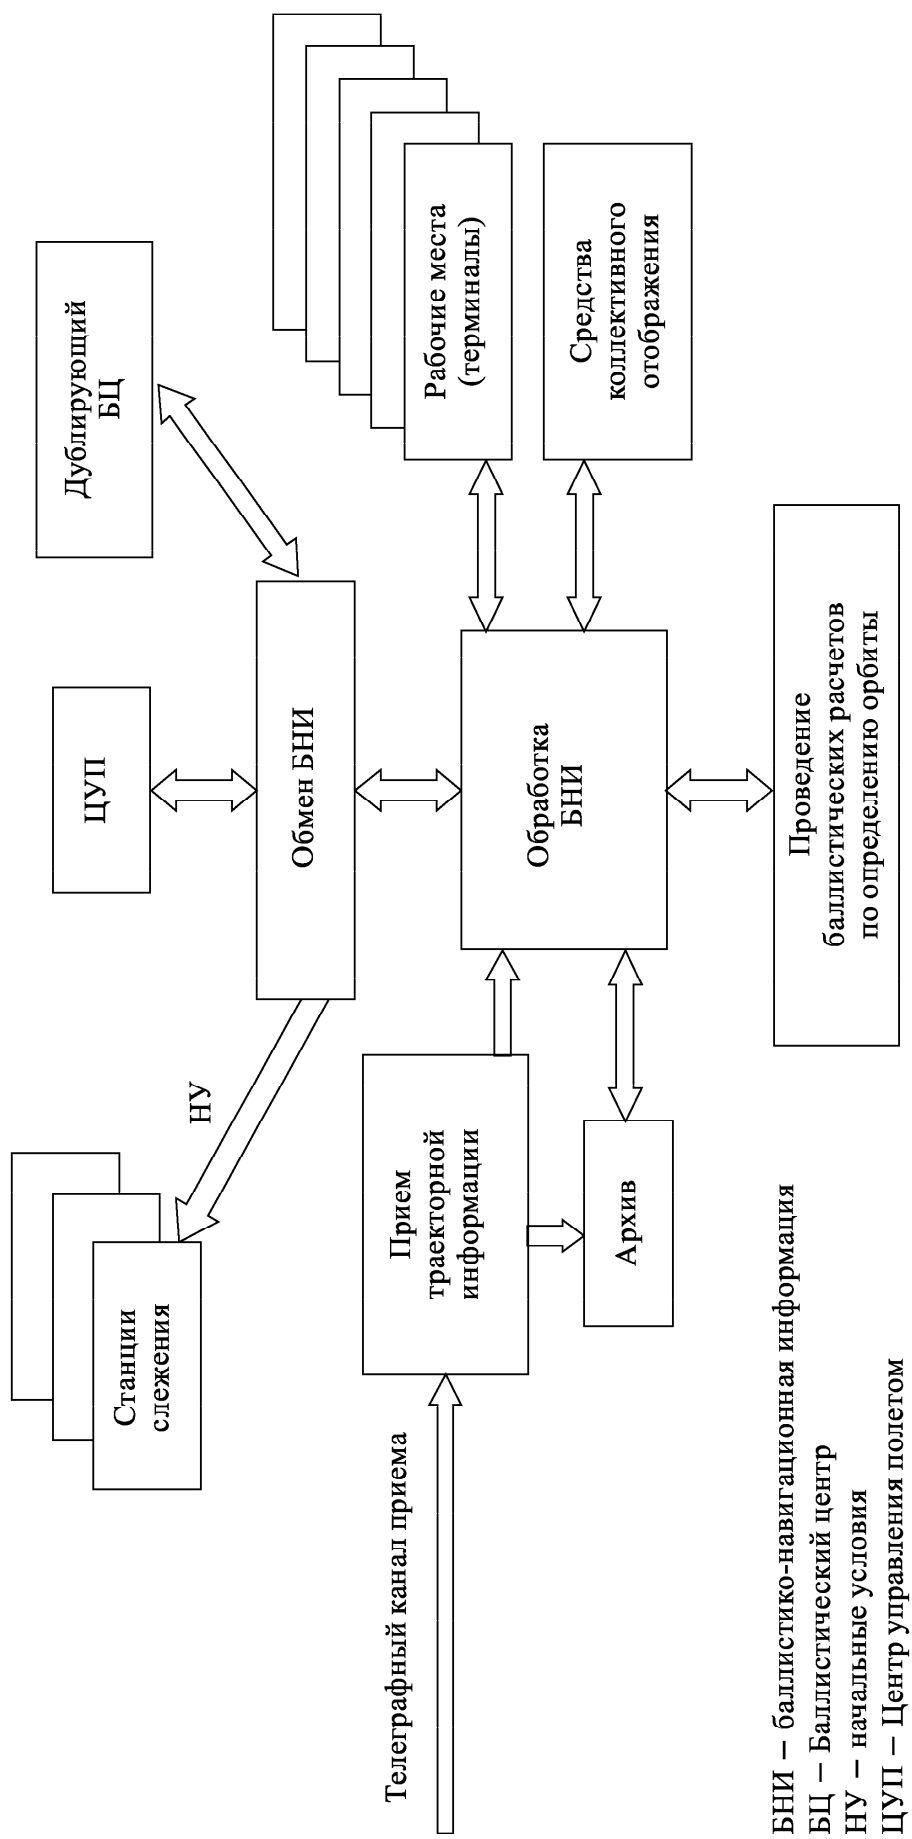 Станции
слежения
ЦУП
Дублирующий
БЦ
НУ
Обмен БНИ
Телеграфный канал приема
Прием
траекторной
информации
Обработка
БНИ
Рабочие места
(терминалы)
Архив
Средства
коллективного
отображения
Проведение
баллистических расчетов
по определению орбиты
БНИ – баллистико-навигационная информация
БЦ – Баллистический центр
НУ – начальные условия
ЦУП – Центр управления полетом